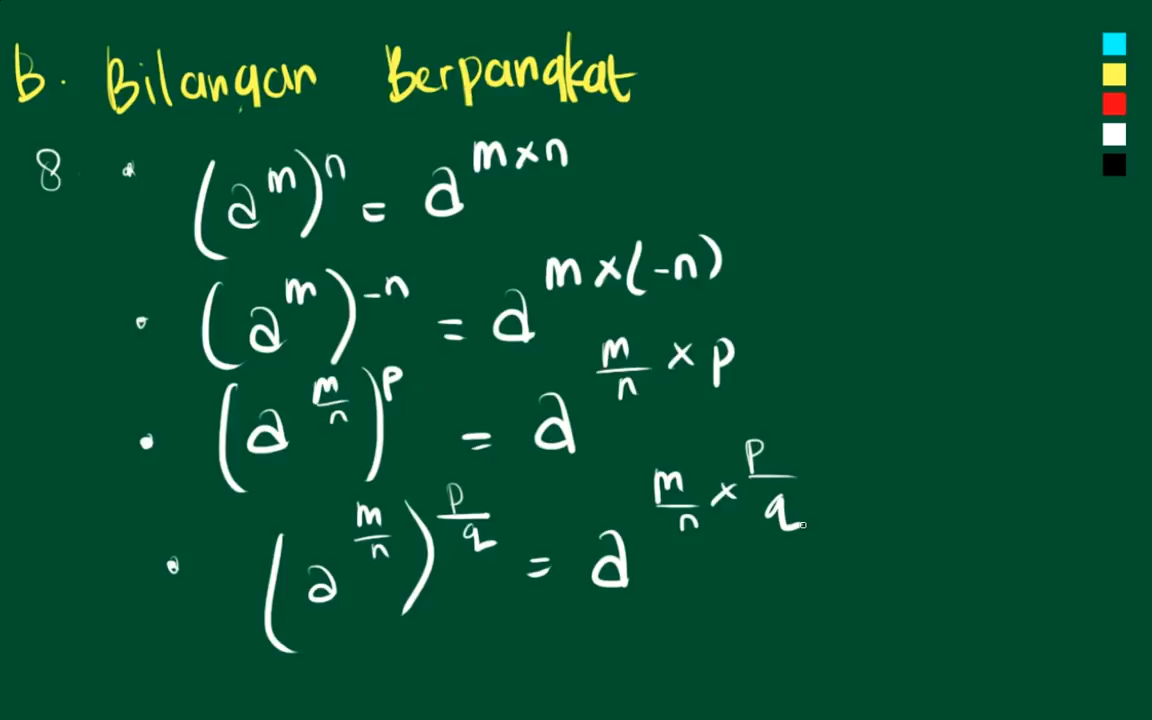 B. Bilangan Berpangkat
8. • (a^m)^n = a^(m×n)
• (a^m)^-n = a^(m×(-n))
• (a^(m/n))^p = a^(m/n × p)
• (a^(m/n))^(p/q) = a^(m/n × p/q)